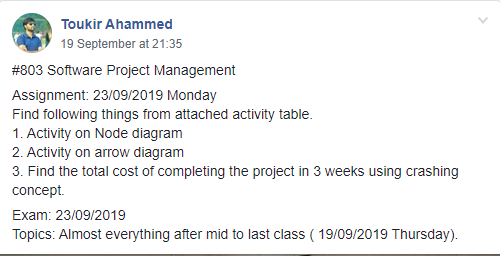 Toukir Ahammed
19 September at 21:35
#803 Software Project Management
Assignment: 23/09/2019 Monday
Find following things from attached activity table.
1. Activity on Node diagram
2. Activity on arrow diagram
3. Find the total cost of completing the project in 3 weeks using crashing
concept.
Exam: 23/09/2019
Topics: Almost everything after mid to last class ( 19/09/2019 Thursday).